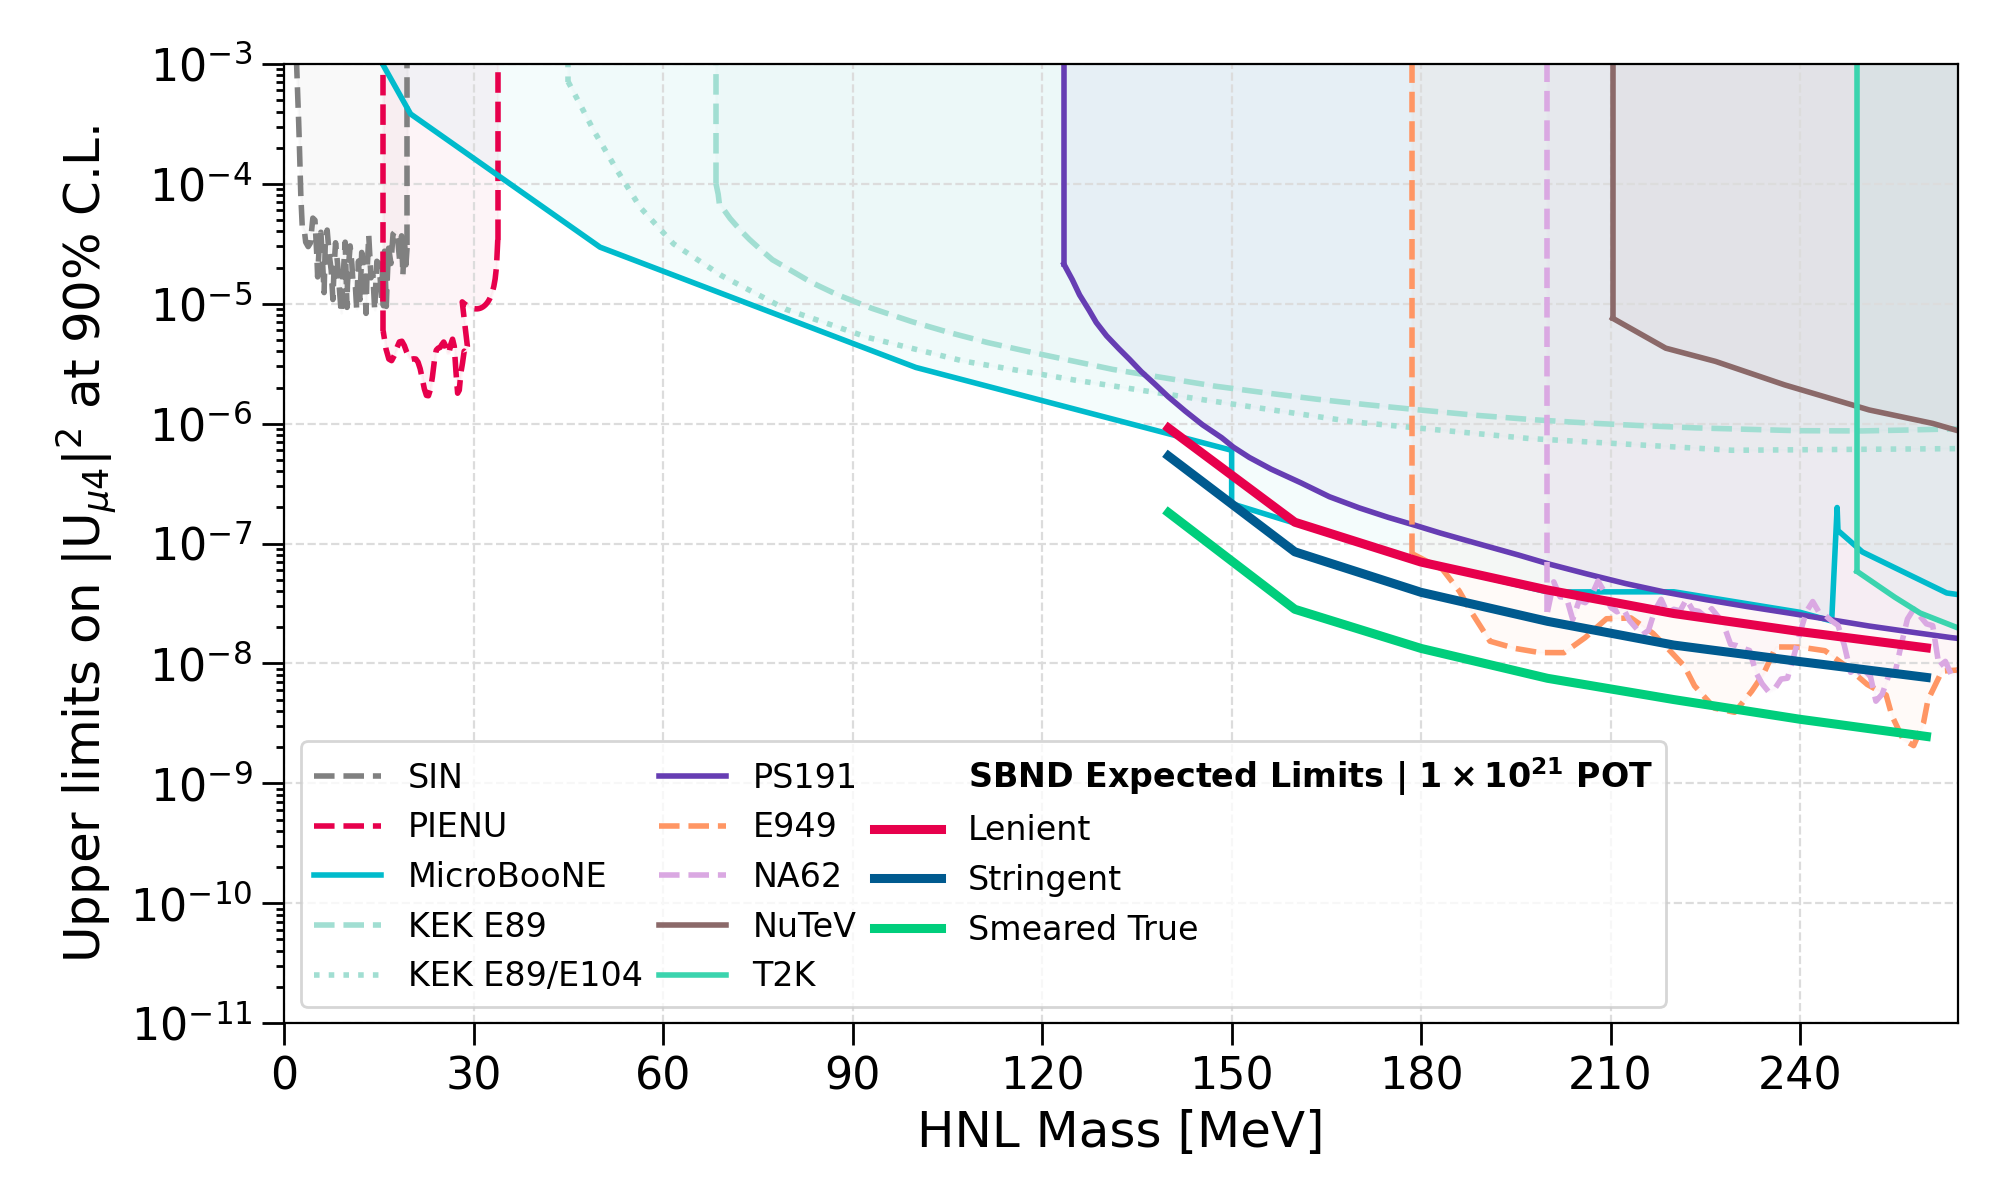 Upper limits on |U_{μ4}|² at 90% C.L.
10⁻³
10⁻⁴
10⁻⁵
10⁻⁶
10⁻⁷
10⁻⁸
10⁻⁹
10⁻¹⁰
10⁻¹¹
SIN
PIENU
MicroBooNE
KEK E89
KEK E89/E104
PS191
E949
NA62
NuTeV
T2K
SBND Expected Limits | 1 × 10²¹ POT
Lenient
Stringent
Smeared True
0 30 60 90 120 150 180 210 240
HNL Mass [MeV]